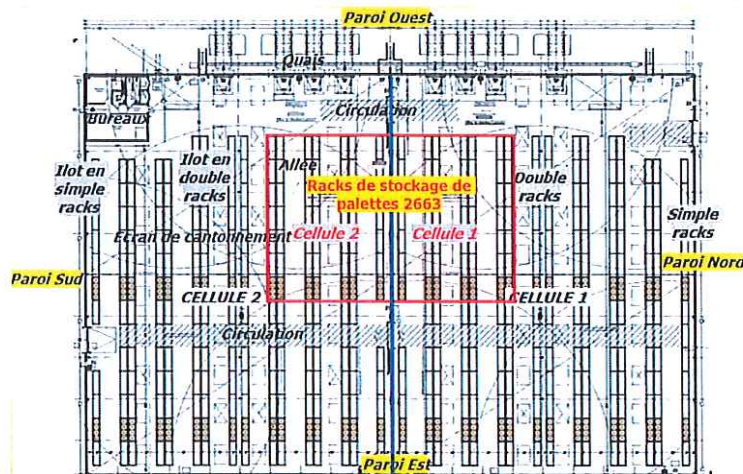 Paroi Ouest
Quais
Bureaux
Circulation
Ilot en
simple
racks
Ilot en
double
racks
Allée
Racks de stockage de
palettes 2663
Double
racks
Simple
racks
Ecran de cantonnement
Cellule 2
Cellule 1
Paroi Sud
Paroi Nord
CELLULE 2
CELLULE 1
Circulation
Paroi Est